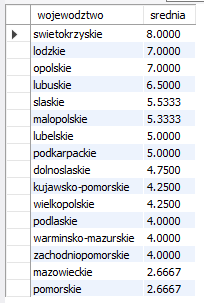 wojewodztwo srednia
swietokrzyskie 8.0000
lodzkie 7.0000
opolskie 7.0000
lubuskie 6.5000
slaskie 5.5333
malopolskie 5.3333
lubelskie 5.0000
podkarpackie 5.0000
dolnoslaskie 4.7500
kujawsko-pomorskie 4.2500
wielkopolskie 4.2500
podlaskie 4.0000
warminsko-mazurskie 4.0000
zachodniopomorskie 4.0000
mazowieckie 2.6667
pomorskie 2.6667